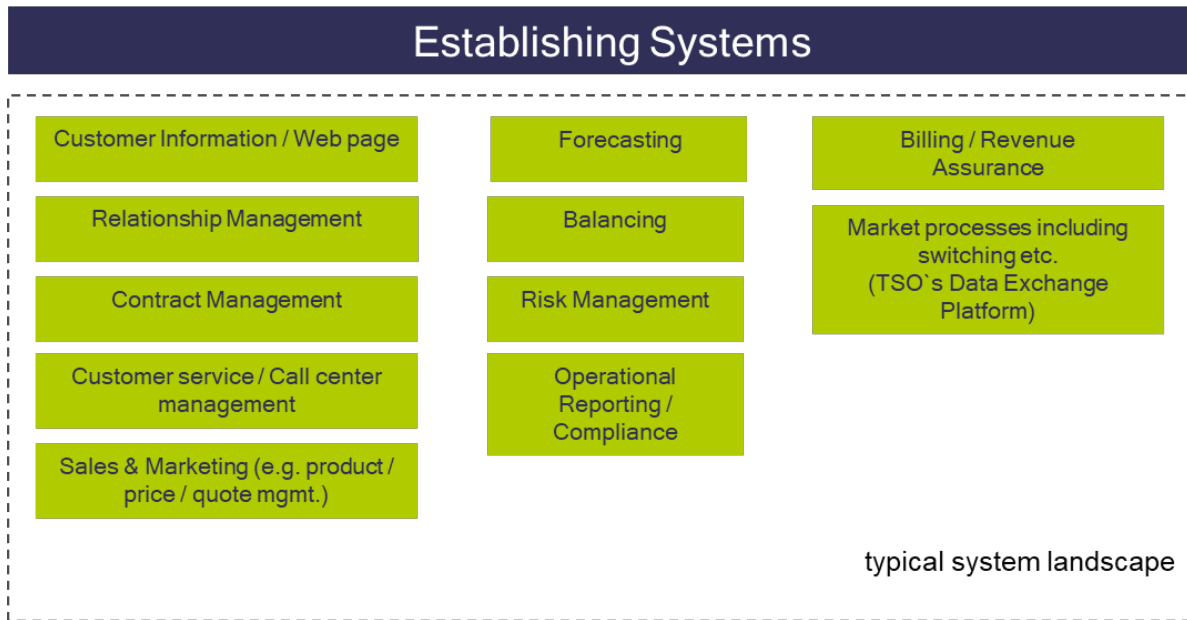 Establishing Systems
Customer Information / Web page
Relationship Management
Contract Management
Customer service / Call center
management
Sales & Marketing (e.g. product /
price / quote mgmt.)
Forecasting
Balancing
Risk Management
Operational
Reporting /
Compliance
Billing / Revenue
Assurance
Market processes including
switching etc.
(TSO`s Data Exchange
Platform)
typical system landscape